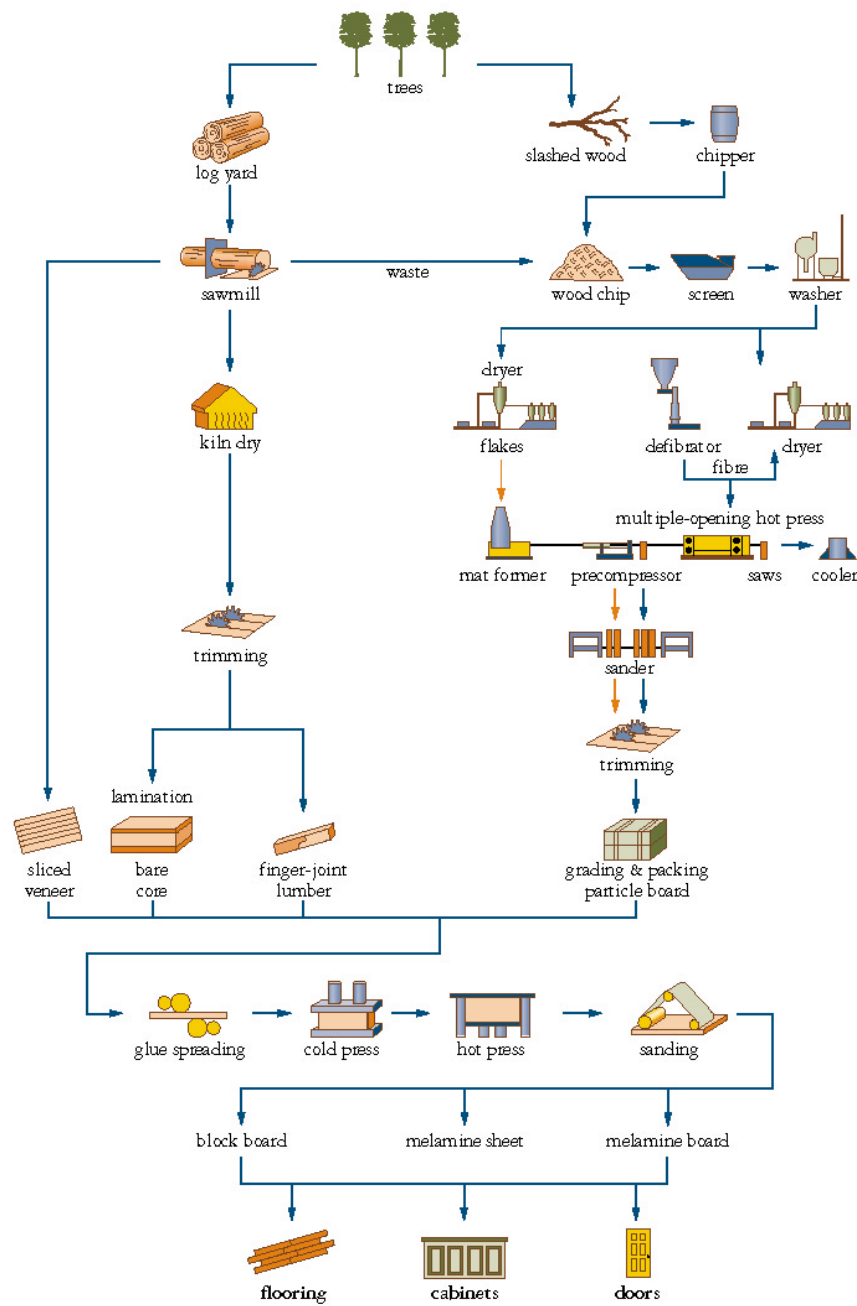 trees
log yard
slashed wood
chipper
sawmill
waste
wood chip
screen
washer
dryer
kiln dry
flakes
defibrator
dryer
fibre
multiple-opening hot press
mat former
precompressor
saws
cooler
trimming
sander
trimming
lamination
sliced
veneer
bare
core
finger-joint
lumber
grading & packing
particle board
glue spreading
cold press
hot press
sanding
block board
melamine sheet
melamine board
flooring
cabinets
doors